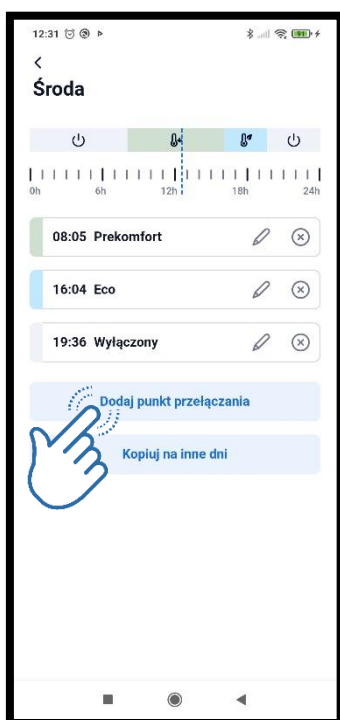 12:31
91
Środa
0h 6h 12h 18h 24h
08:05 Prekomfort
16:04 Eco
19:36 Wyłączony
Dodaj punkt przełączania
Kopiuj na inne dni